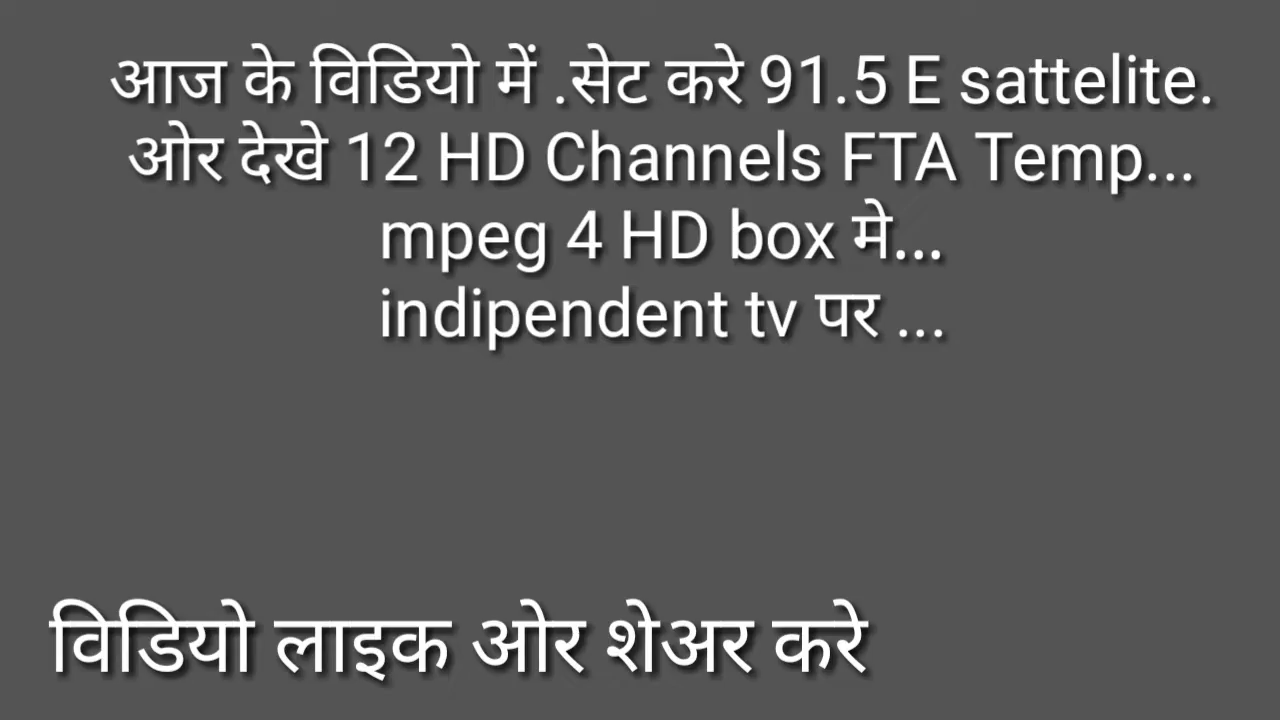 आज के विडियो में .सेट करे 91.5 E sattelite.
ओर देखे 12 HD Channels FTA Temp...
mpeg 4 HD box मे...
indipendent tv पर ...
विडियो लाइक ओर शेअर करे